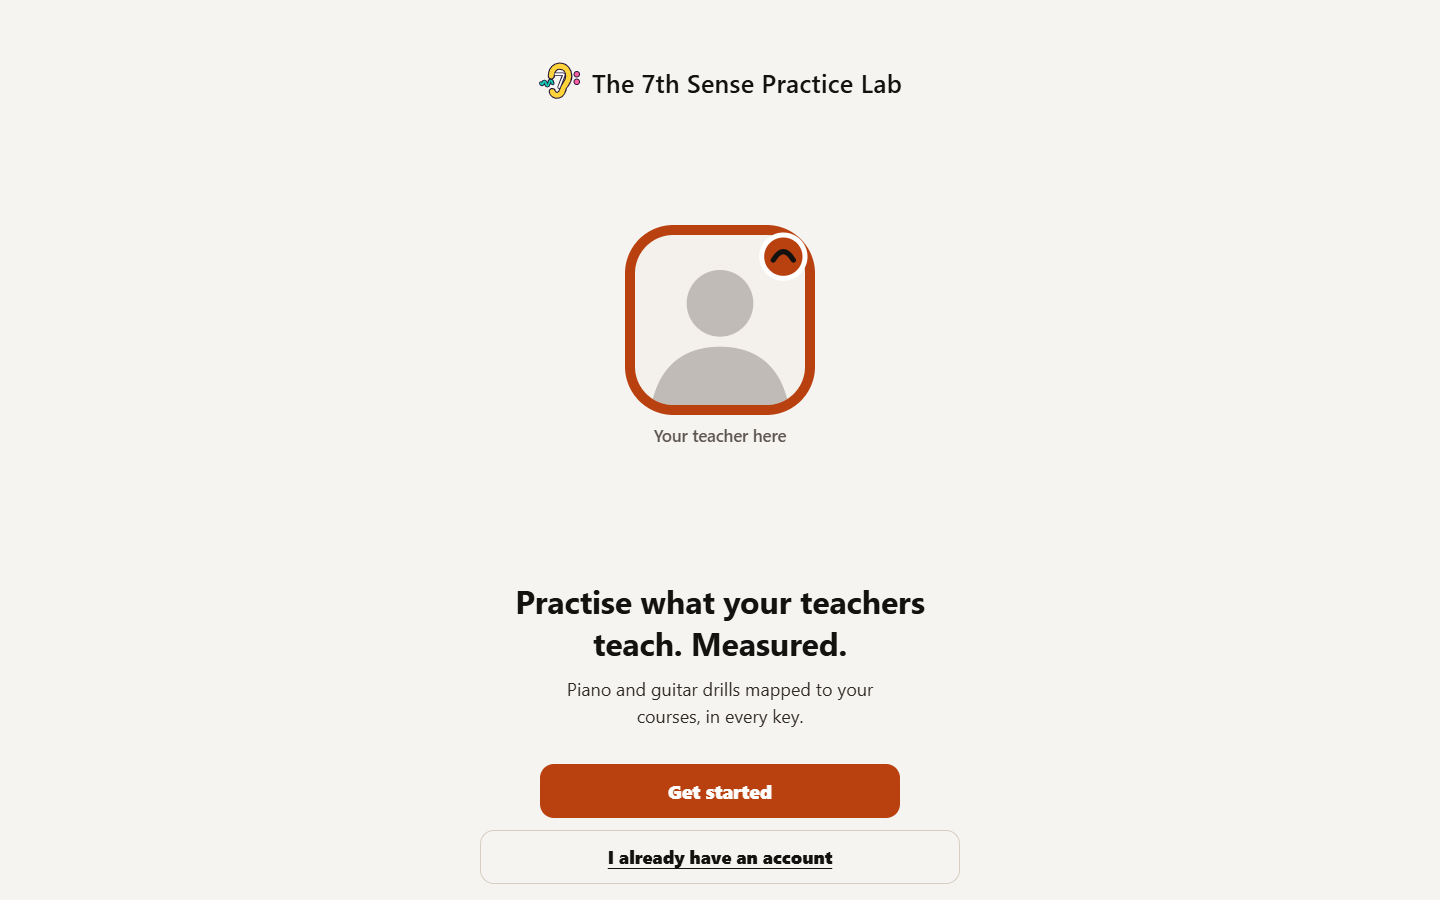 The 7th Sense Practice Lab
Your teacher here
Practise what your teachers
teach. Measured.
Piano and guitar drills mapped to your
courses, in every key.
Get started
I already have an account